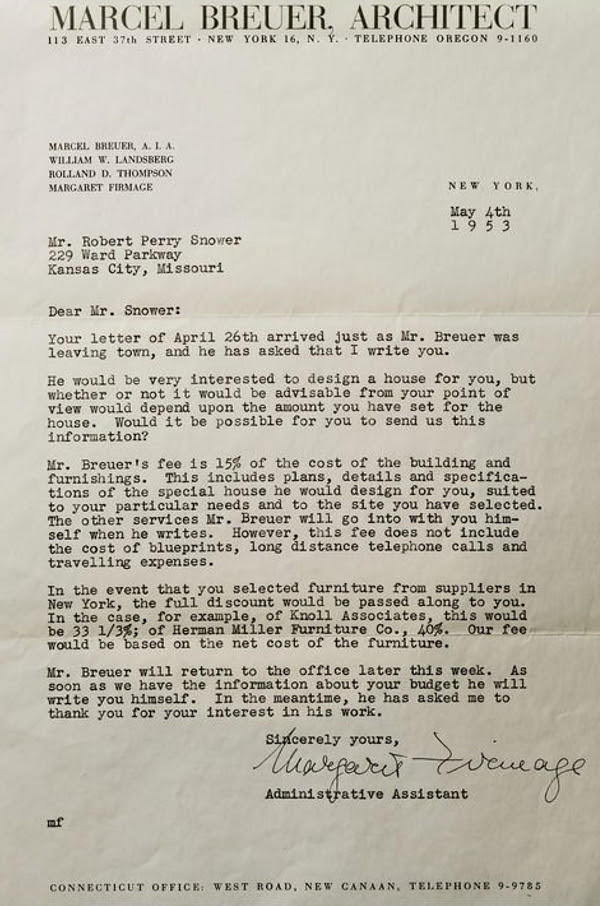 MARCEL BREUER, ARCHITECT
113 EAST 37th STREET · NEW YORK 16, N. Y. · TELEPHONE OREGON 9-1160
MARCEL BREUER, A. I. A.
WILLIAM W. LANDSBERG
ROLLAND D. THOMPSON
MARGARET FIRMAGE
NEW YORK,
May 4th
1953
Mr. Robert Perry Snower
229 Ward Parkway
Kansas City, Missouri
Dear Mr. Snower:
Your letter of April 26th arrived just as Mr. Breuer was
leaving town, and he has asked that I write you.
He would be very interested to design a house for you, but
whether or not it would be advisable from your point of
view would depend upon the amount you have set for the
house. Would it be possible for you to send us this
information?
Mr. Breuer's fee is 15% of the cost of the building and
furnishings. This includes plans, details and specifica-
tions of the special house he would design for you, suited
to your particular needs and to the site you have selected.
The other services Mr. Breuer will go into with you him-
self when he writes. However, this fee does not include
the cost of blueprints, long distance telephone calls and
travelling expenses.
In the event that you selected furniture from suppliers in
New York, the full discount would be passed along to you.
In the case, for example, of Knoll Associates, this would
be 33 1/3%; of Herman Miller Furniture Co., 40%. Our fee
would be based on the net cost of the furniture.
Mr. Breuer will return to the office later this week. As
soon as we have the information about your budget he will
write you himself. In the meantime, he has asked me to
thank you for your interest in his work.
Sincerely yours,
Margaret Firmage
Administrative Assistant
mf
CONNECTICUT OFFICE: WEST ROAD, NEW CANAAN, TELEPHONE 9-9785